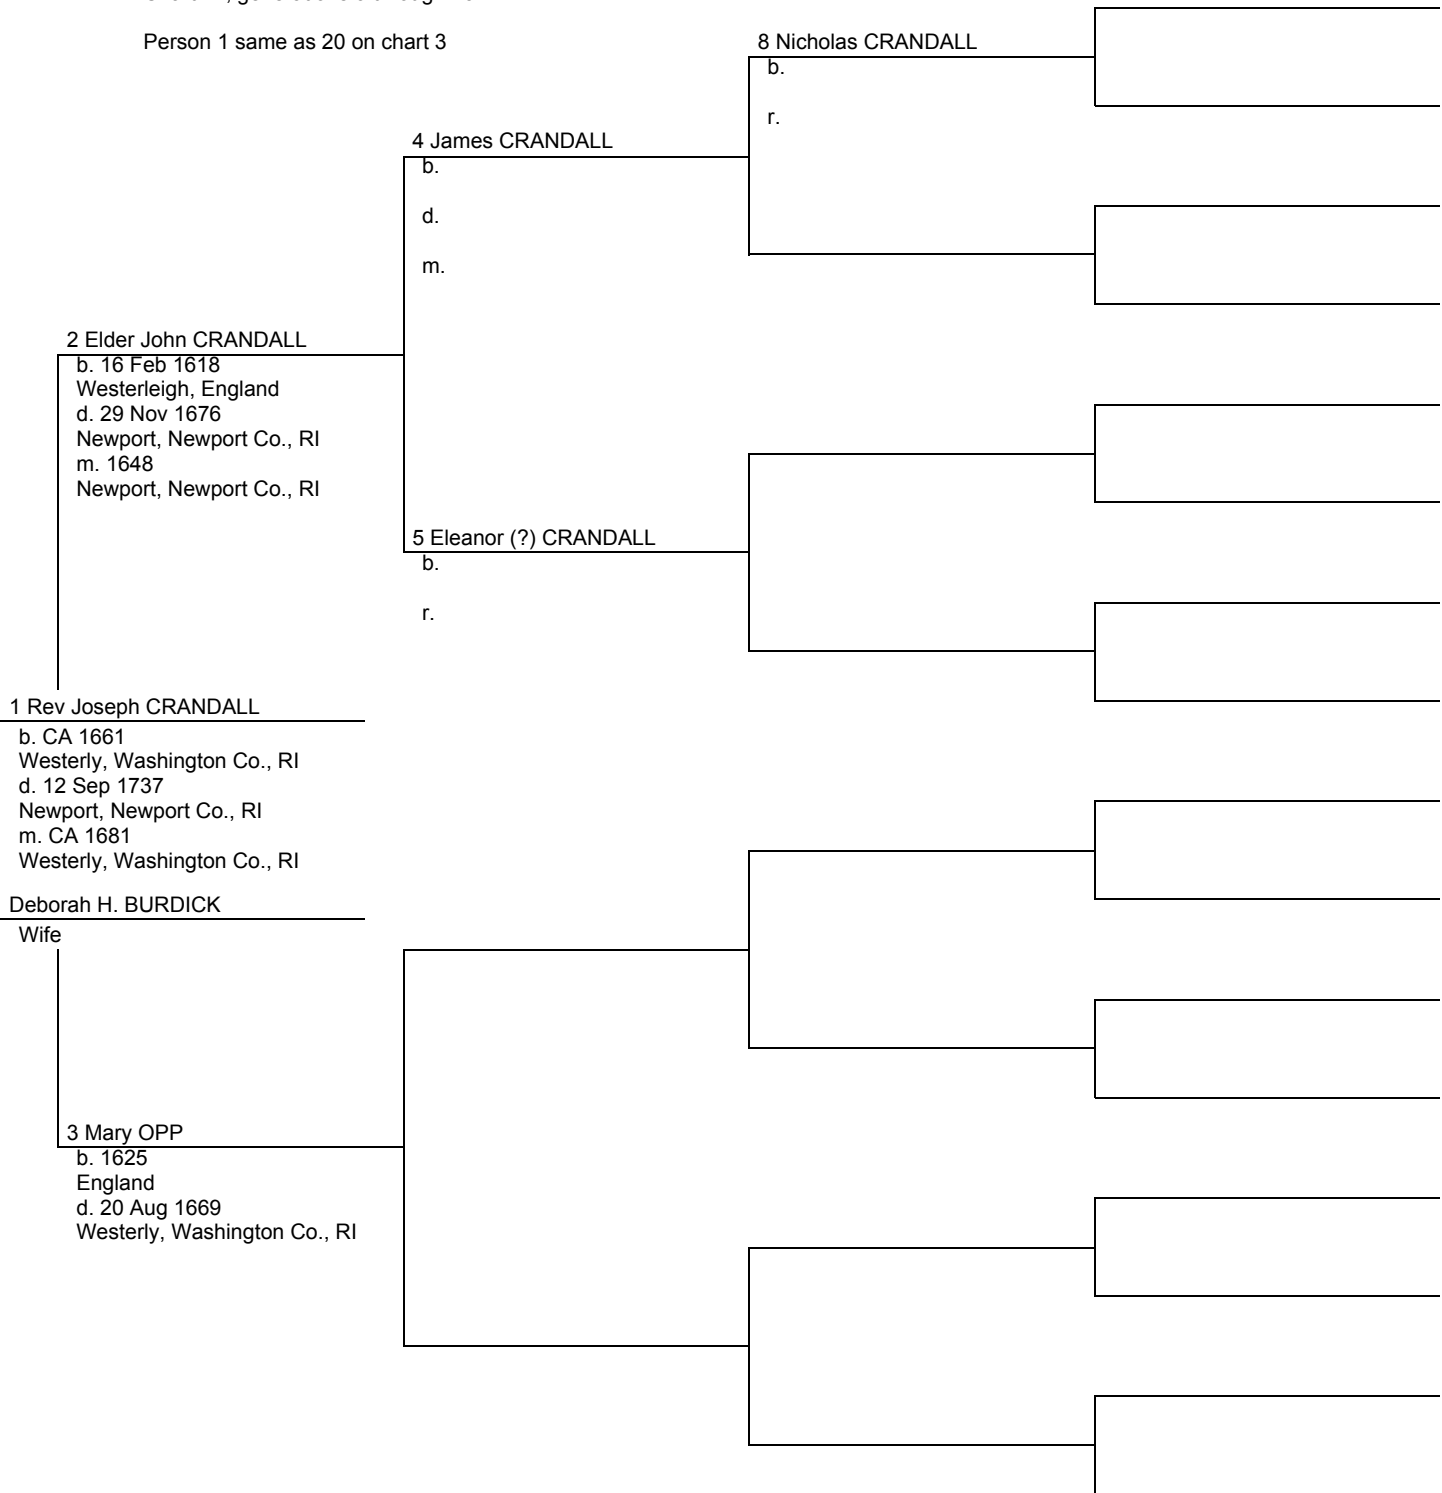 Person 1 same as 20 on chart 3
8 Nicholas CRANDALL
b.
r.
4 James CRANDALL
b.
d.
m.
2 Elder John CRANDALL
b. 16 Feb 1618
Westerleigh, England
d. 29 Nov 1676
Newport, Newport Co., RI
m. 1648
Newport, Newport Co., RI
5 Eleanor (?) CRANDALL
b.
r.
1 Rev Joseph CRANDALL
b. CA 1661
Westerly, Washington Co., RI
d. 12 Sep 1737
Newport, Newport Co., RI
m. CA 1681
Westerly, Washington Co., RI
Deborah H. BURDICK
Wife
3 Mary OPP
b. 1625
England
d. 20 Aug 1669
Westerly, Washington Co., RI